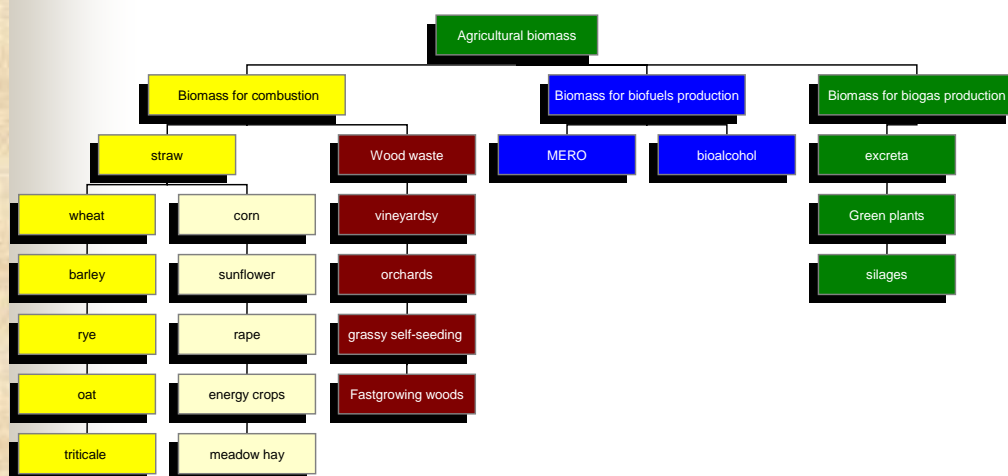 Agricultural biomass
Biomass for combustion
Biomass for biofuels production
Biomass for biogas production
straw
Wood waste
MERO
bioalcohol
excreta
wheat
corn
vineyardsy
Green plants
barley
sunflower
orchards
silages
rye
rape
grassy self-seeding
oat
energy crops
Fastgrowing woods
triticale
meadow hay